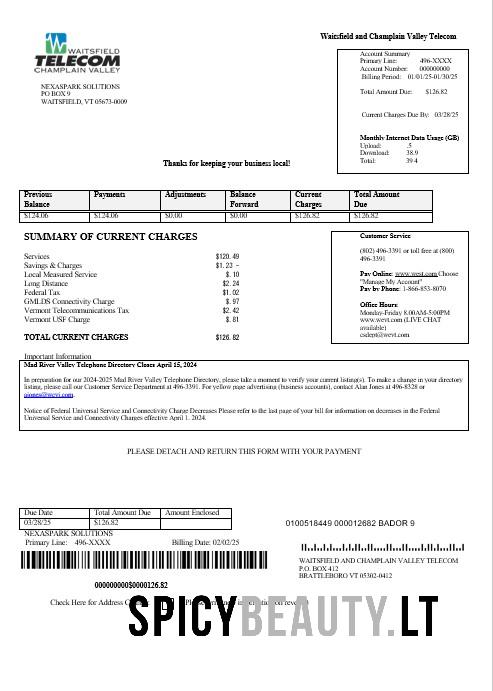 WAITSFIELD
TELECOM
CHAMPLAIN VALLEY
Waitsfield and Champlain Valley Telecom
NEXASPARK SOLUTIONS
PO BOX 9
WAITSFIELD, VT 05673-0009
Account Summary
Primary Line: 496-XXXX
Account Number: 000000000
Billing Period: 01/01/25-01/30/25
Total Amount Due: $126.82
Current Charges Due By: 03/28/25
Monthly Internet Data Usage (GB)
Upload: .5
Download: 38.9
Total: 39.4
Thanks for keeping your business local!
Previous Balance Payments Adjustments Balance Forward Current Charges Total Amount Due
$124.06 $124.06 $0.00 $0.00 $126.82 $126.82
SUMMARY OF CURRENT CHARGES
Services $120.49
Savings & Charges $1.23 -
Local Measured Service $.10
Long Distance $2.24
Federal Tax $1.02
GMLDS Connectivity Charge $.97
Vermont Telecommunications Tax $2.42
Vermont USF Charge $.81
TOTAL CURRENT CHARGES $126.82
Customer Service
(802) 496-3391 or toll free at (800)
496-3391
Pay Online: www.wcvt.com Choose
"Manage My Account"
Pay by Phone: 1-866-853-8070
Office Hours:
Monday-Friday 8:00AM-5:00PM
www.wcvt.com (LIVE CHAT
available)
csdept@wcvt.com
Important Information
Mad River Valley Telephone Directory Closes April 15, 2024
In preparation for our 2024-2025 Mad River Valley Telephone Directory, please take a moment to verify your current listing(s). To make a change in your directory
listing, please call our Customer Service Department at 496-3391. For yellow page advertising (business accounts), contact Alan Jones at 496-8328 or
ajones@wcvt.com.
Notice of Federal Universal Service and Connectivity Charge Decreases Please refer to the last page of your bill for information on decreases in the Federal
Universal Service and Connectivity Charges effective April 1, 2024.
PLEASE DETACH AND RETURN THIS FORM WITH YOUR PAYMENT
Due Date Total Amount Due Amount Enclosed
03/28/25 $126.82
NEXASPARK SOLUTIONS
Primary Line: 496-XXXX Billing Date: 02/02/25
0100518449 000012682 BADOR 9
WAITSFIELD AND CHAMPLAIN VALLEY TELECOM
P.O. BOX 412
BRATTLEBORO VT 05302-0412
000000000$0000126.82
Check Here for Address
SPICYBEAUTY.LT